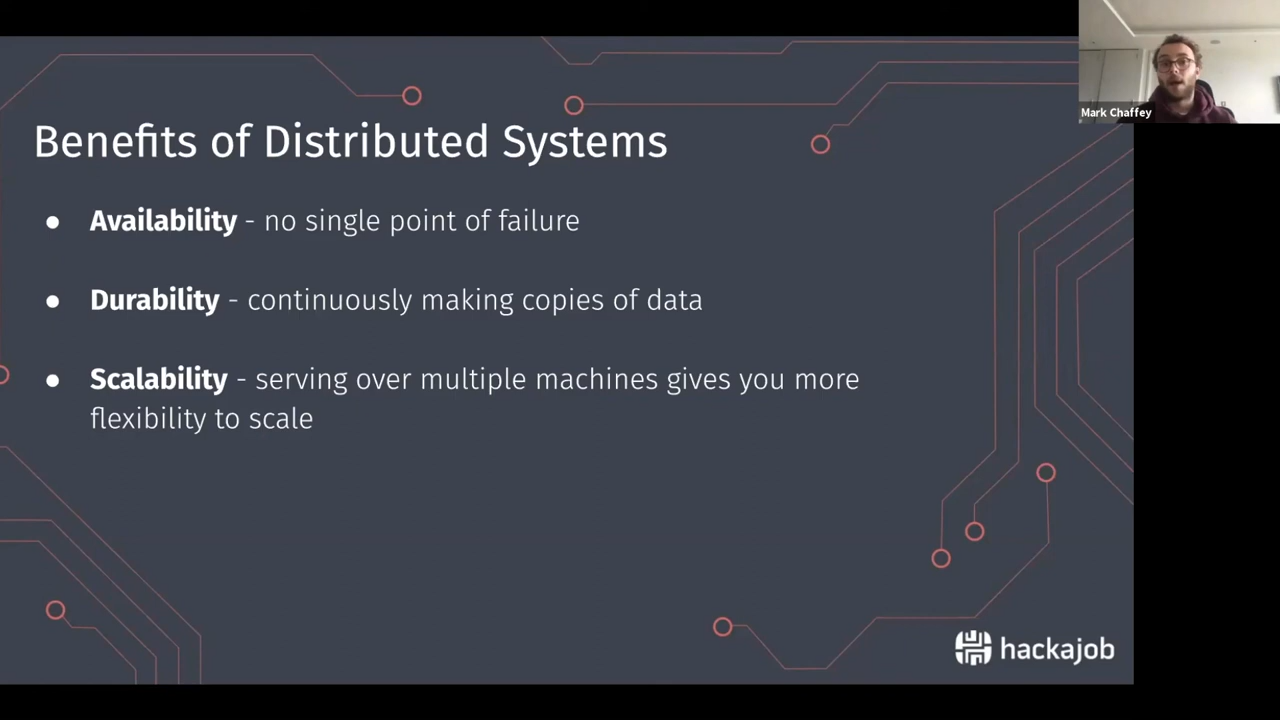 Mark Chaffey
Benefits of Distributed Systems
● Availability - no single point of failure
● Durability - continuously making copies of data
● Scalability - serving over multiple machines gives you more
flexibility to scale
hackajob